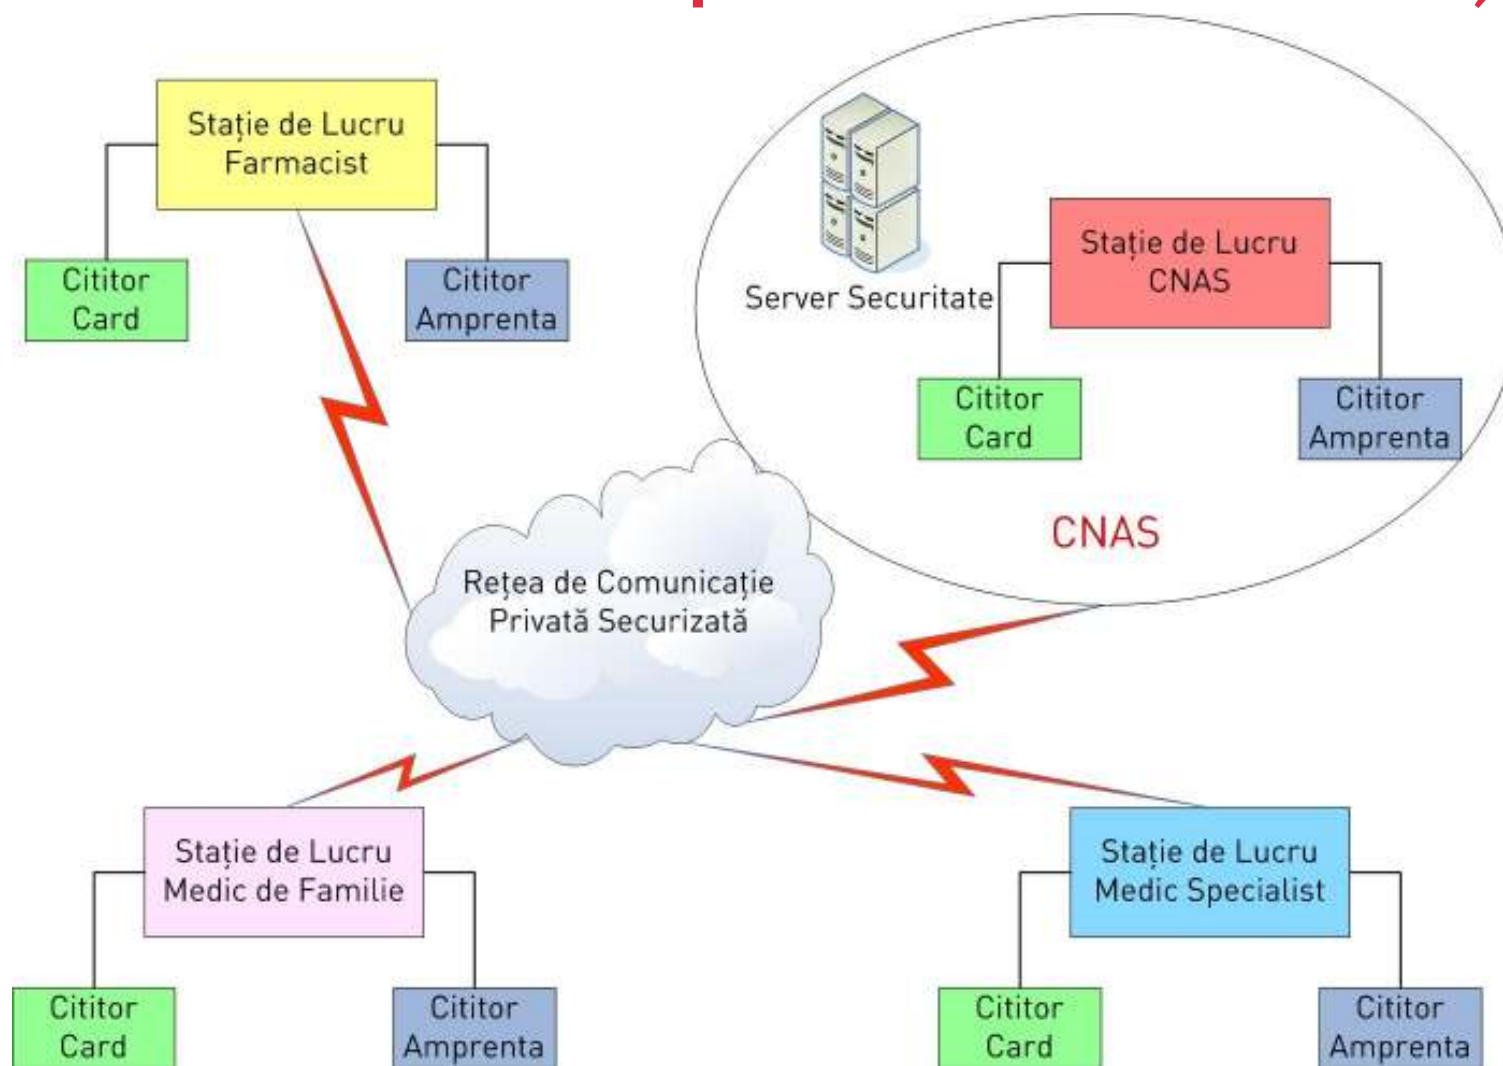 Stație de Lucru
Farmacist
Cititor
Card
Cititor
Amprenta
Server Securitate
Stație de Lucru
CNAS
Cititor
Card
Cititor
Amprenta
CNAS
Rețea de Comunicație
Privată Securizată
Stație de Lucru
Medic de Familie
Cititor
Card
Cititor
Amprenta
Stație de Lucru
Medic Specialist
Cititor
Card
Cititor
Amprenta